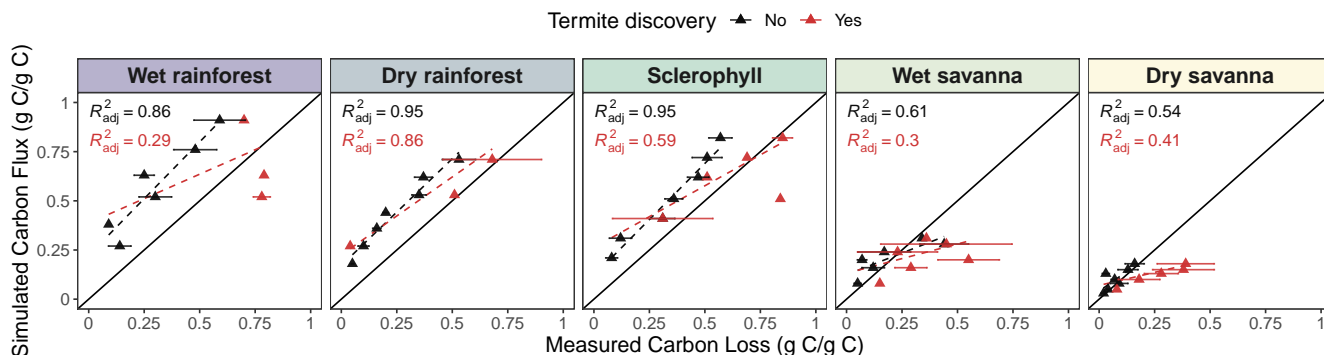 Termite discovery No Yes
Simulated Carbon Flux (g C/g C)
Wet rainforest
Dry rainforest
Sclerophyll
Wet savanna
Dry savanna
R²adj = 0.86
R²adj = 0.29
R²adj = 0.95
R²adj = 0.86
R²adj = 0.95
R²adj = 0.59
R²adj = 0.61
R²adj = 0.3
R²adj = 0.54
R²adj = 0.41
1
0.75
0.5
0.25
0
0 0.25 0.5 0.75 1
0 0.25 0.5 0.75 1
0 0.25 0.5 0.75 1
0 0.25 0.5 0.75 1
0 0.25 0.5 0.75 1
Measured Carbon Loss (g C/g C)